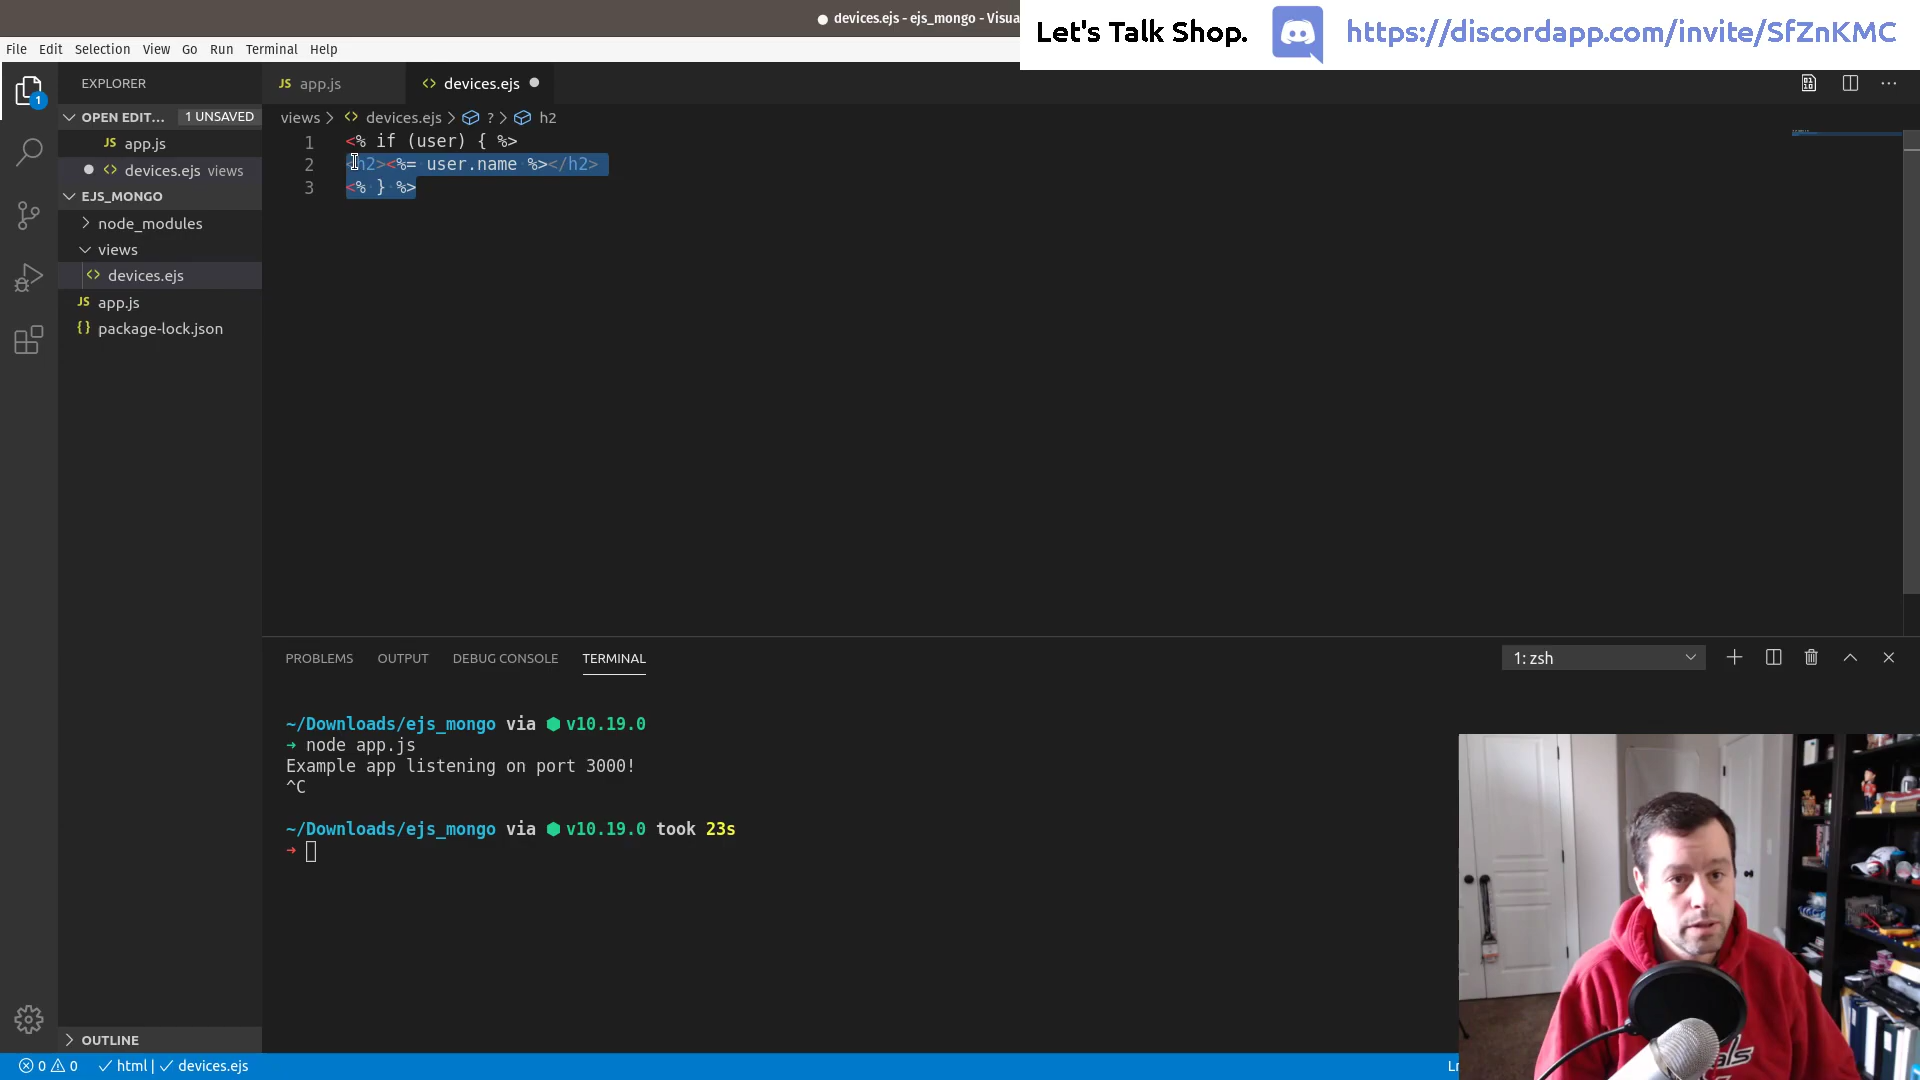 devices.ejs - ejs_mongo - Visua
Let's Talk Shop.
https://discordapp.com/invite/SfZnKMC
File Edit Selection View Go Run Terminal Help
EXPLORER
OPEN EDIT... 1 UNSAVED
app.js
devices.ejs views
EJS_MONGO
node_modules
views
devices.ejs
app.js
package-lock.json
OUTLINE
1
app.js devices.ejs
views > devices.ejs > ? > h2
1 <% if (user) { %>
2 <h2><%= user.name %></h2>
3 <% } %>
PROBLEMS OUTPUT DEBUG CONSOLE TERMINAL
1: zsh
~/Downloads/ejs_mongo via v10.19.0
→ node app.js
Example app listening on port 3000!
^C
~/Downloads/ejs_mongo via v10.19.0 took 23s
→
0 0 html | devices.ejs